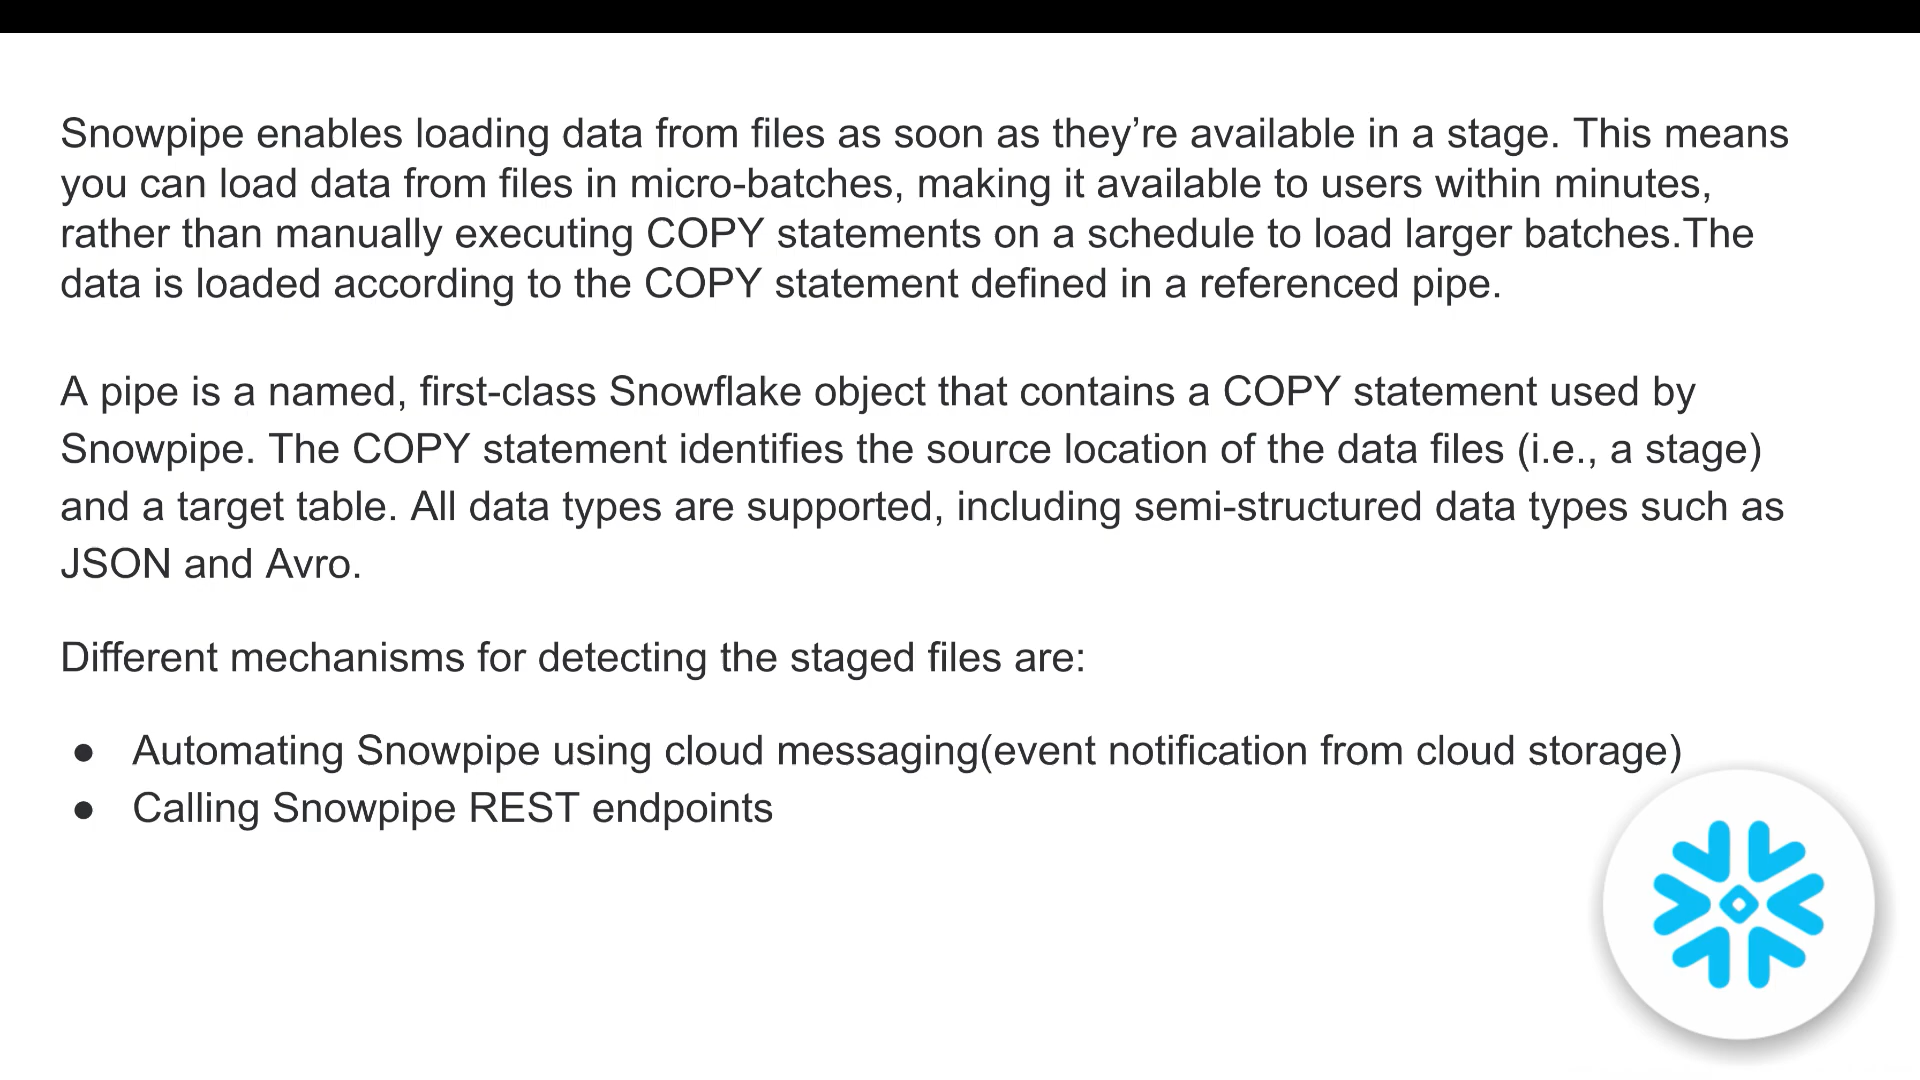 Snowpipe enables loading data from files as soon as they’re available in a stage. This means
you can load data from files in micro-batches, making it available to users within minutes,
rather than manually executing COPY statements on a schedule to load larger batches.The
data is loaded according to the COPY statement defined in a referenced pipe.
A pipe is a named, first-class Snowflake object that contains a COPY statement used by
Snowpipe. The COPY statement identifies the source location of the data files (i.e., a stage)
and a target table. All data types are supported, including semi-structured data types such as
JSON and Avro.
Different mechanisms for detecting the staged files are:
● Automating Snowpipe using cloud messaging(event notification from cloud storage)
● Calling Snowpipe REST endpoints